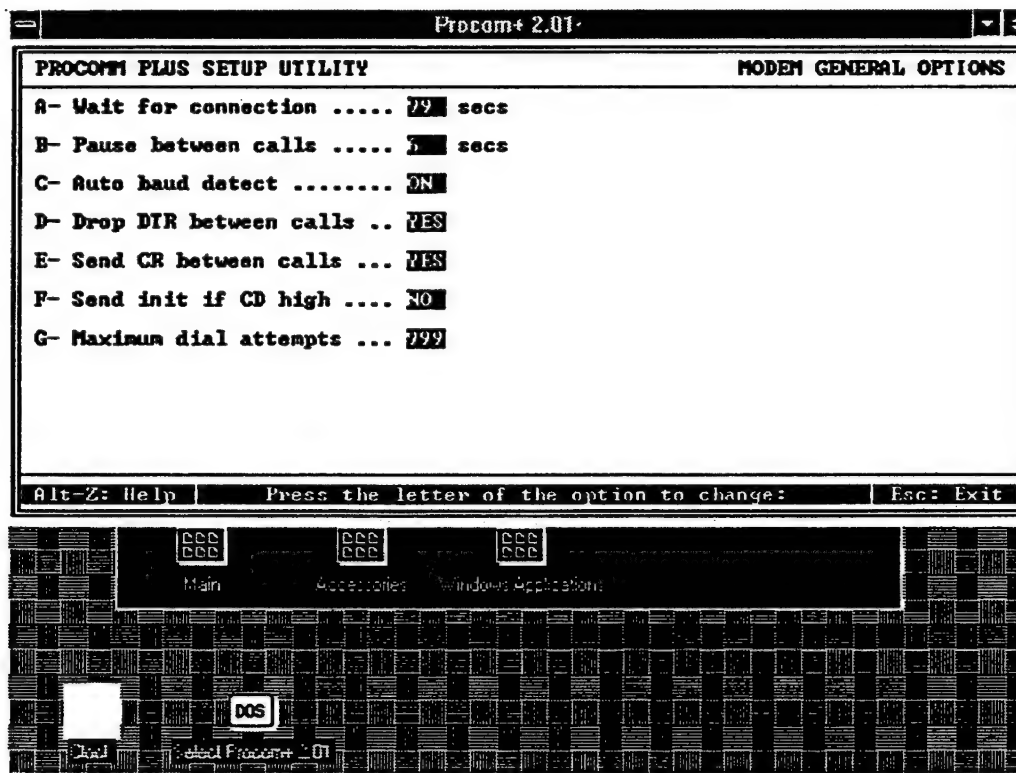 Procom+ 2.01
PROCOMM PLUS SETUP UTILITY MODEM GENERAL OPTIONS
A- Wait for connection ..... 99 secs
B- Pause between calls ..... secs
C- Auto baud detect ........ ON
D- Drop DTR between calls .. YES
E- Send CR between calls ... YES
F- Send init if CD high .... NO
G- Maximum dial attempts ... 999
Alt-Z: Help Press the letter of the option to change: Esc: Exit
Main Accessories Windows Applications
DOS
Select Procom+ 2.01